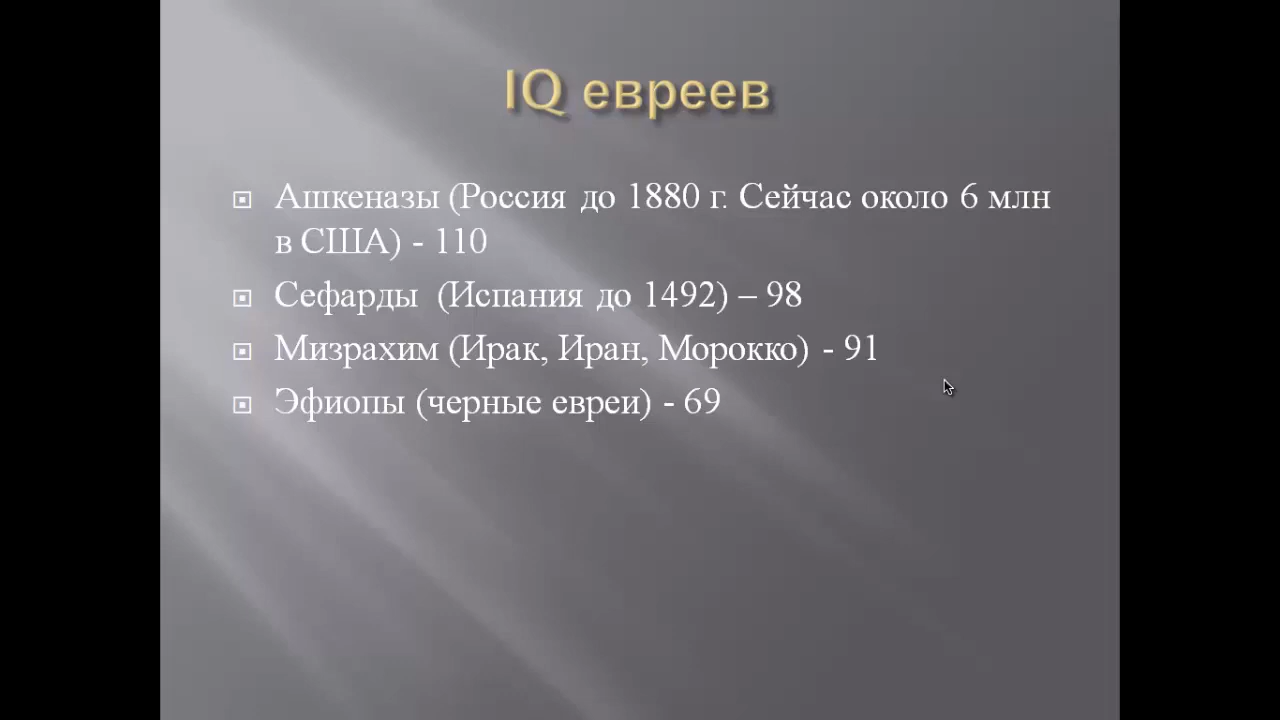 IQ евреев
Ашкеназы (Россия до 1880 г. Сейчас около 6 млн
в США) - 110
Сефарды (Испания до 1492) – 98
Мизрахим (Ирак, Иран, Морокко) - 91
Эфиопы (черные евреи) - 69